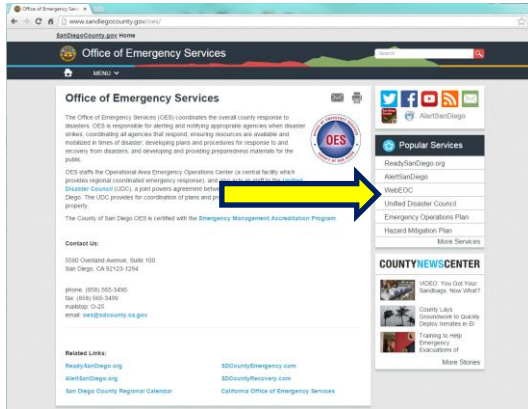 Office of Emergency Serv
www.sandiegocounty.gov/oes/
SanDiegoCounty.gov Home
Office of Emergency Services
Search
MENU
Office of Emergency Services
The Office of Emergency Services (OES) coordinates the overall county response to
disasters. OES is responsible for alerting and notifying appropriate agencies when disaster
strikes; coordinating all agencies that respond; ensuring resources are available and
mobilized in times of disaster; developing plans and procedures for response to and
recovery from disasters; and developing and providing preparedness materials for the
public.
OES
OES staffs the Operational Area Emergency Operations Center (a central facility which
provides regional coordinated emergency response), and also acts as staff to the Unified
Disaster Council (UDC), a joint powers agreement between
Diego. The UDC provides for coordination of plans and
property.
The County of San Diego OES is certified with the Emergency Management Accreditation Program.
Contact Us:
5580 Overland Avenue, Suite 100
San Diego, CA 92123-1294
phone: (858) 565-3490
fax: (858) 565-3499
mailstop: O-25
email: oes@sdcounty.ca.gov
Related Links:
ReadySanDiego.org
SDCountyEmergency.com
AlertSanDiego.org
SDCountyRecovery.com
San Diego County Regional Calendar
California Office of Emergency Services
AlertSanDiego
Popular Services
ReadySanDiego.org
AlertSanDiego
WebEOC
Unified Disaster Council
Emergency Operations Plan
Hazard Mitigation Plan
More Services
COUNTYNEWSCENTER
VIDEO: You Got Your
Sandbags. Now What?
County Lays
Groundwork to Quickly
Deploy Inmates in El
Training to Help
Emergency
Evacuations of
More Stories